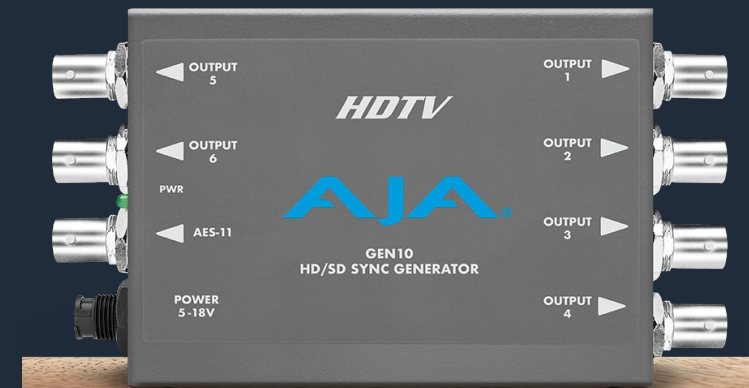 OUTPUT
5
OUTPUT
6
PWR
AES-11
POWER
5-18V
HDTV
AJA®
GEN10
HD/SD SYNC GENERATOR
OUTPUT
1
OUTPUT
2
OUTPUT
3
OUTPUT
4